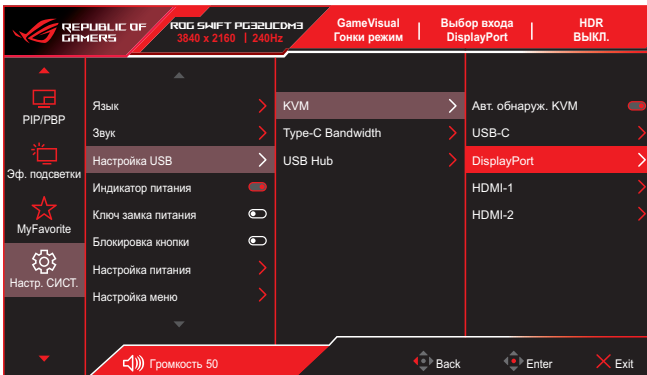 REPUBLIC OF
GAMERS
ROG SWIFT PG32UCDM3
3840 x 2160 | 240Hz
GameVisual
Гонки режим
Выбор входа
DisplayPort
HDR
ВЫКЛ.
PIP/PBP
Эф. подсветки
MyFavorite
Настр. СИСТ.
Язык
Звук
Настройка USB
Индикатор питания
Ключ замка питания
Блокировка кнопки
Настройка питания
Настройка меню
KVM
Type-C Bandwidth
USB Hub
Авт. обнаруж. KVM
USB-C
DisplayPort
HDMI-1
HDMI-2
Громкость 50
Back
Enter
Exit